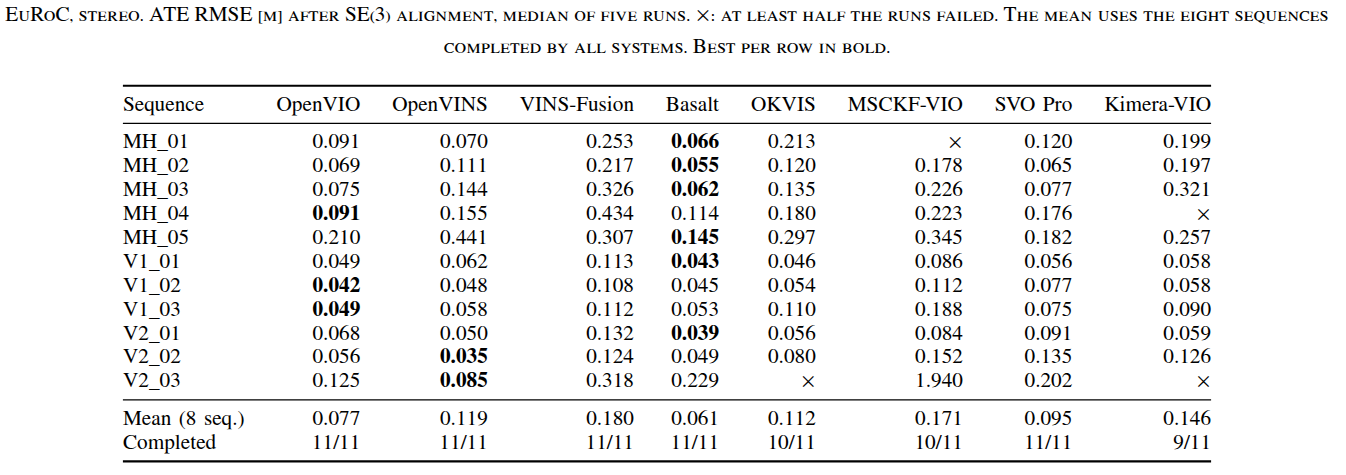 EUROC, STEREO. ATE RMSE [M] AFTER SE(3) ALIGNMENT, MEDIAN OF FIVE RUNS. ×: AT LEAST HALF THE RUNS FAILED. THE MEAN USES THE EIGHT SEQUENCES
COMPLETED BY ALL SYSTEMS. BEST PER ROW IN BOLD.
Sequence OpenVIO OpenVINS VINS-Fusion Basalt OKVIS MSCKF-VIO SVO Pro Kimera-VIO
MH_01 0.091 0.070 0.253 0.066 0.213 × 0.120 0.199
MH_02 0.069 0.111 0.217 0.055 0.120 0.178 0.065 0.197
MH_03 0.075 0.144 0.326 0.062 0.135 0.226 0.077 0.321
MH_04 0.091 0.155 0.434 0.114 0.180 0.223 0.176 ×
MH_05 0.210 0.441 0.307 0.145 0.297 0.345 0.182 0.257
V1_01 0.049 0.062 0.113 0.043 0.046 0.086 0.056 0.058
V1_02 0.042 0.048 0.108 0.045 0.054 0.112 0.077 0.058
V1_03 0.049 0.058 0.112 0.053 0.110 0.188 0.075 0.090
V2_01 0.068 0.050 0.132 0.039 0.056 0.084 0.091 0.059
V2_02 0.056 0.035 0.124 0.049 0.080 0.152 0.135 0.126
V2_03 0.125 0.085 0.318 0.229 × 1.940 0.202 ×
Mean (8 seq.) 0.077 0.119 0.180 0.061 0.112 0.171 0.095 0.146
Completed 11/11 11/11 11/11 11/11 10/11 10/11 11/11 9/11